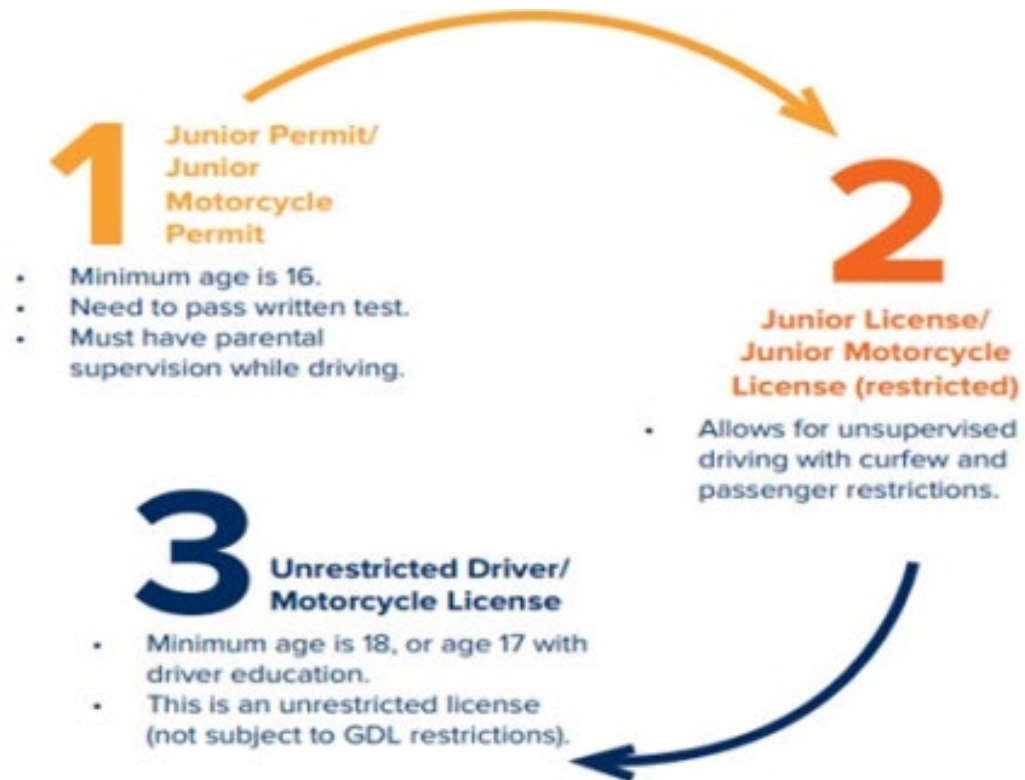 1
Junior Permit/
Junior
Motorcycle
Permit
• Minimum age is 16.
• Need to pass written test.
• Must have parental
supervision while driving.
2
Junior License/
Junior Motorcycle
License (restricted)
• Allows for unsupervised
driving with curfew and
passenger restrictions.
3
Unrestricted Driver/
Motorcycle License
• Minimum age is 18, or age 17 with
driver education.
• This is an unrestricted license
(not subject to GDL restrictions).